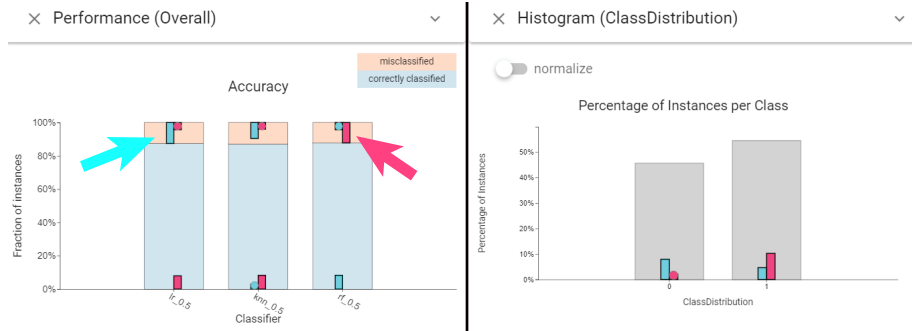 × Performance (Overall)
misclassified
correctly classified
Accuracy
100%
80%
60%
40%
20%
0%
Fraction of instances
lr_0.5
knn_0.5
rf_0.5
Classifier
× Histogram (ClassDistribution)
normalize
Percentage of Instances per Class
50%
40%
30%
20%
10%
0%
Percentage of Instances
0
1
ClassDistribution